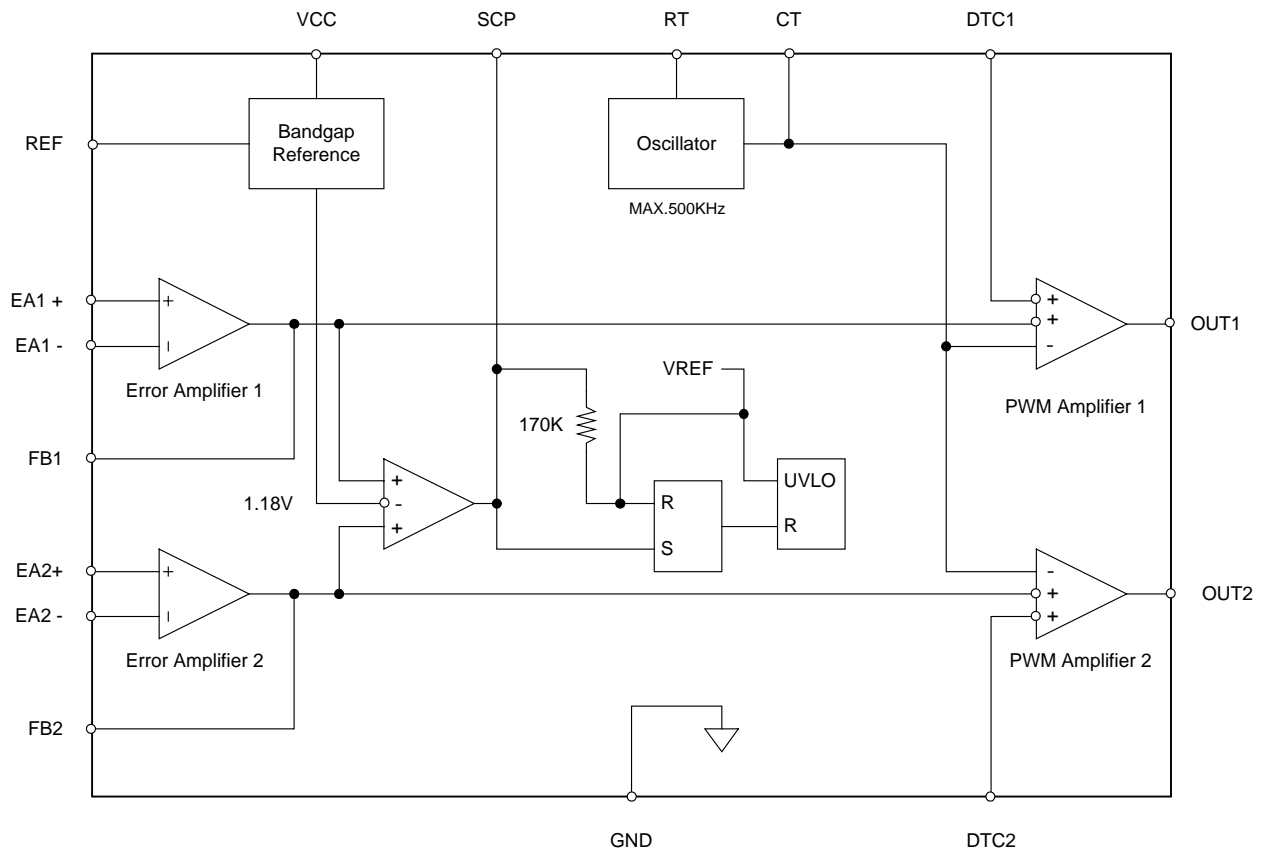 VCC
SCP
RT
CT
DTC1
REF
Bandgap
Reference
Oscillator
MAX.500KHz
EA1 +
+
+
+
OUT1
EA1 -
-
-
Error Amplifier 1
VREF
PWM Amplifier 1
170K
FB1
+
UVLO
1.18V
-
R
+
R
S
EA2+
+
-
+
OUT2
EA2 -
-
+
Error Amplifier 2
PWM Amplifier 2
FB2
GND
DTC2